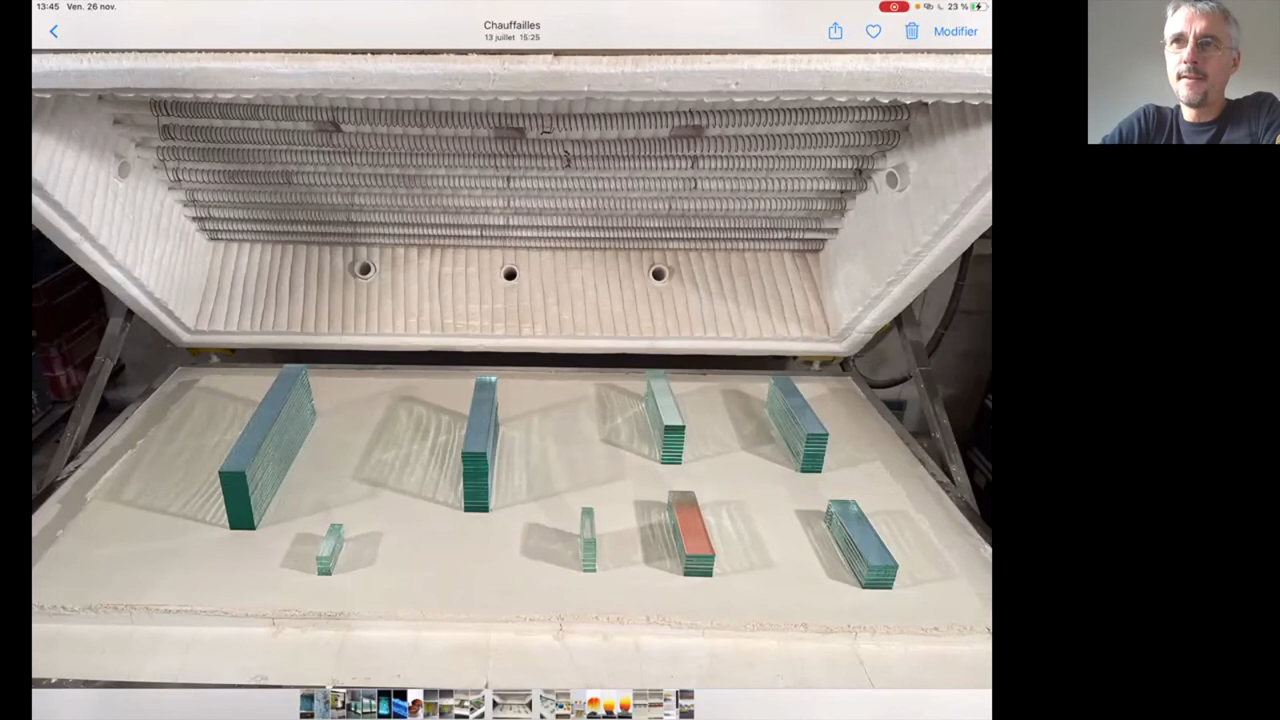 13:45 Ven. 26 nov.
23 %
Chauffailles
13 juillet 15:25
Modifier